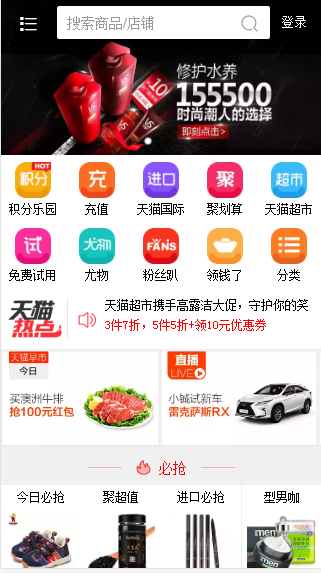 搜索商品/店铺
登录
修护水养
155500
时尚潮人的选择
即刻点击>
VS
10
HOT
积分
充
进口
聚
超市
积分乐园
充值
天猫国际
聚划算
天猫超市
试
尤物
FANS
免费试用
尤物
粉丝趴
领钱了
分类
天猫
热点
天猫超市携手高露洁大促，守护你的笑
3件7折，5件5折+领10元优惠券
天猫早市
今日
买澳洲牛排
抢100元红包
直播
LIVE
小铖试新车
雷克萨斯RX
必抢
今日必抢
聚超值
进口必抢
型男咖
men
men